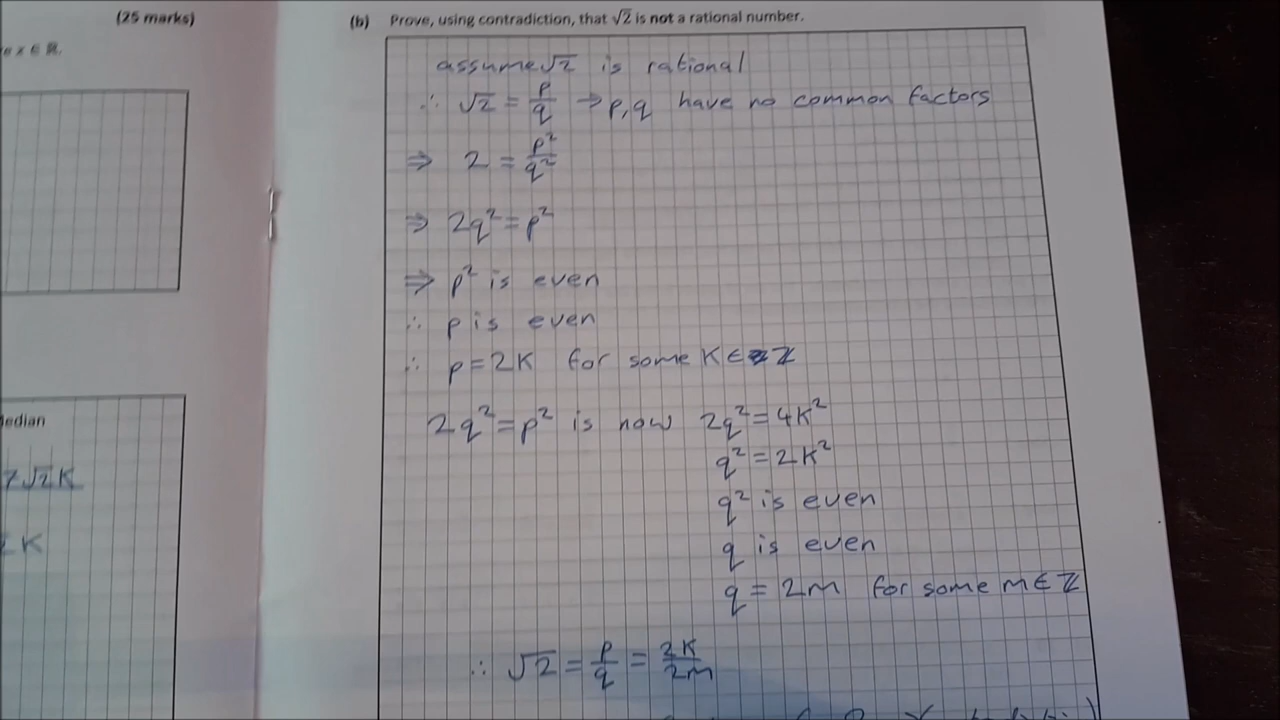 (25 marks)
x ∈ ℝ.
Median
7√2K
K
(b) Prove, using contradiction, that √2 is not a rational number.
assume √2 is rational
∴ √2 = p/q → p,q have no common factors
⇒ 2 = p²/q²
⇒ 2q² = p²
⇒ p² is even
∴ p is even
∴ p = 2K for some K ∈ ℤ
2q² = p² is now 2q² = 4K²
q² = 2K²
q² is even
q is even
q = 2m for some m ∈ ℤ
∴ √2 = p/q = 2K/2m